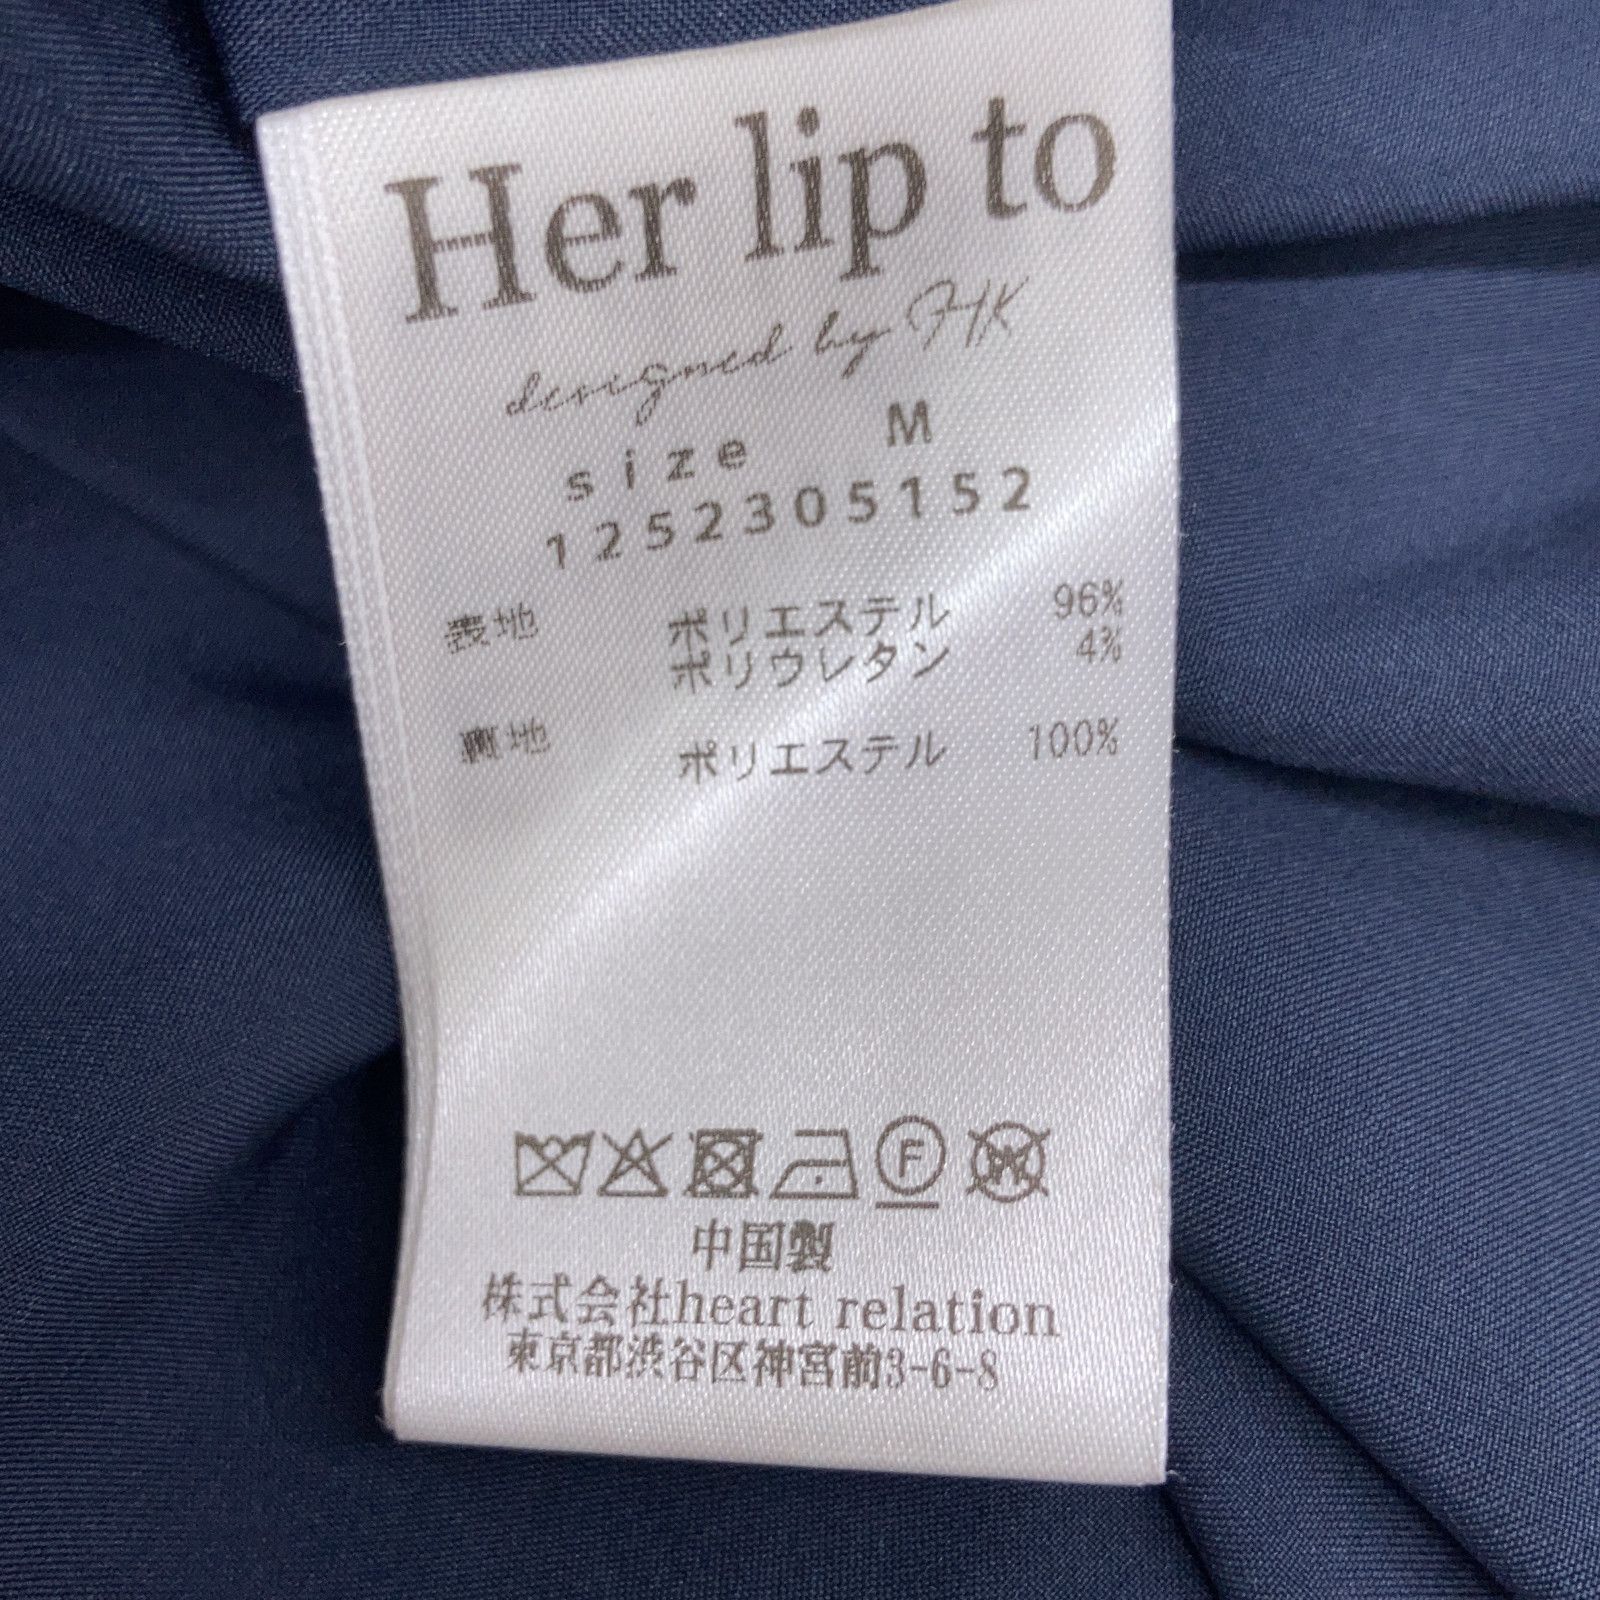 Her lip to
designed by HK
size M
1252305152
表地 ポリエステル 96%
ポリウレタン 4%
裏地 ポリエステル 100%
F
W
中国製
株式会社heart relation
東京都渋谷区神宮前3-6-8